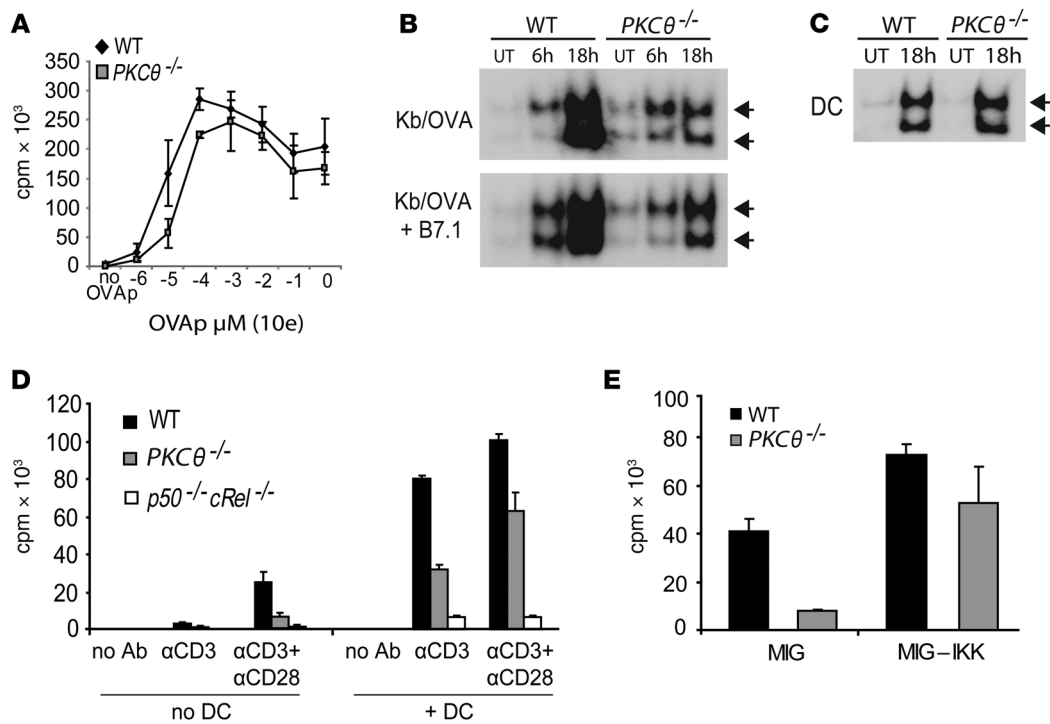 A
WT
PKCθ -/-
350
300
250
200
150
100
50
0
cpm × 10³
no OVAp
-6
-5
-4
-3
-2
-1
0
OVAp μM (10e)
B
WT
PKCθ -/-
UT 6h 18h UT 6h 18h
Kb/OVA
Kb/OVA
+ B7.1
C
WT
PKCθ -/-
UT 18h UT 18h
DC
D
WT
PKCθ -/-
p50 -/- cRel -/-
120
100
80
60
40
20
0
cpm × 10³
no Ab αCD3 αCD3+ no Ab αCD3 αCD3+
αCD28 αCD28
no DC + DC
E
WT
PKCθ -/-
100
80
60
40
20
0
cpm × 10³
MIG MIG–IKK